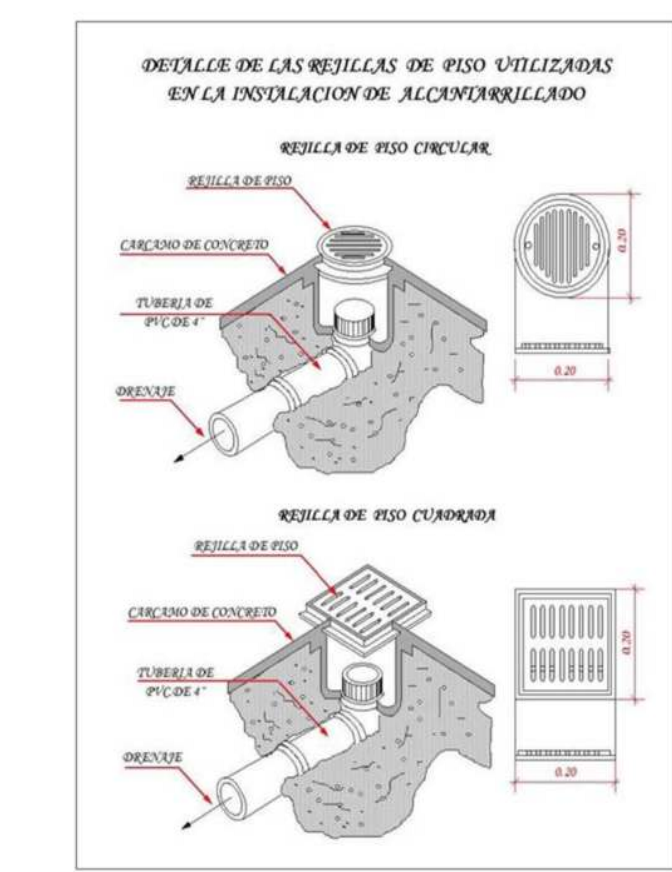 DETALLE DE LAS REJILLAS DE PISO UTILIZADAS
EN LA INSTALACION DE ALCANTARRILLADO
REJILLA DE PISO CIRCULAR
REJILLA DE PISO
CARCAMO DE CONCRETO
TUBERIA DE
PVC DE 4"
DRENAJE
0.20
0.20
REJILLA DE PISO CUADRADA
REJILLA DE PISO
CARCAMO DE CONCRETO
TUBERIA DE
PVC DE 4"
DRENAJE
0.20
0.20